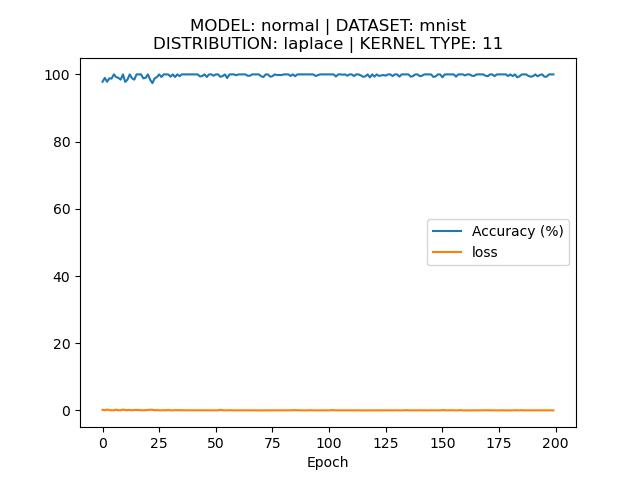 MODEL: normal | DATASET: mnist
DISTRIBUTION: laplace | KERNEL TYPE: 11
100
80
60
40
20
0
Accuracy (%)
loss
0 25 50 75 100 125 150 175 200
Epoch